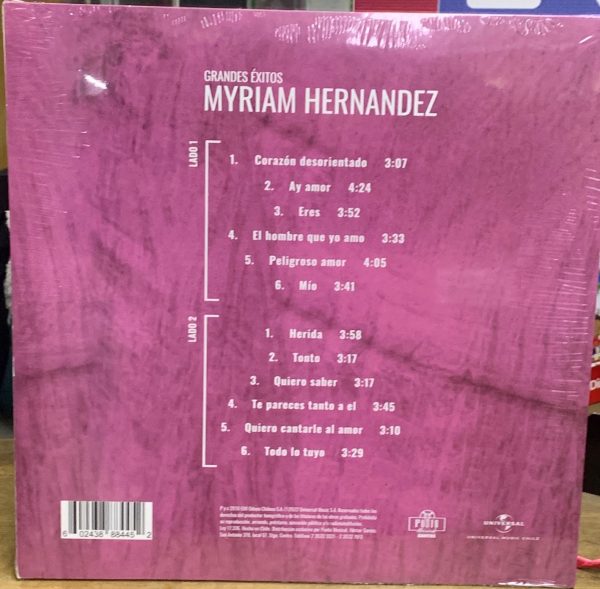 GRANDES ÉXITOS
MYRIAM HERNANDEZ
LADO 1
1. Corazón desorientado 3:07
2. Ay amor 4:24
3. Eres 3:52
4. El hombre que yo amo 3:33
5. Peligroso amor 4:05
6. Mío 3:41
LADO 2
1. Herida 3:58
2. Tonto 3:17
3. Quiero saber 3:17
4. Te pareces tanto a el 3:45
5. Quiero cantarle al amor 3:10
6. Todo lo tuyo 3:29
6 02438 88445 2
UNIVERSAL
UNIVERSAL MUSIC CHILE